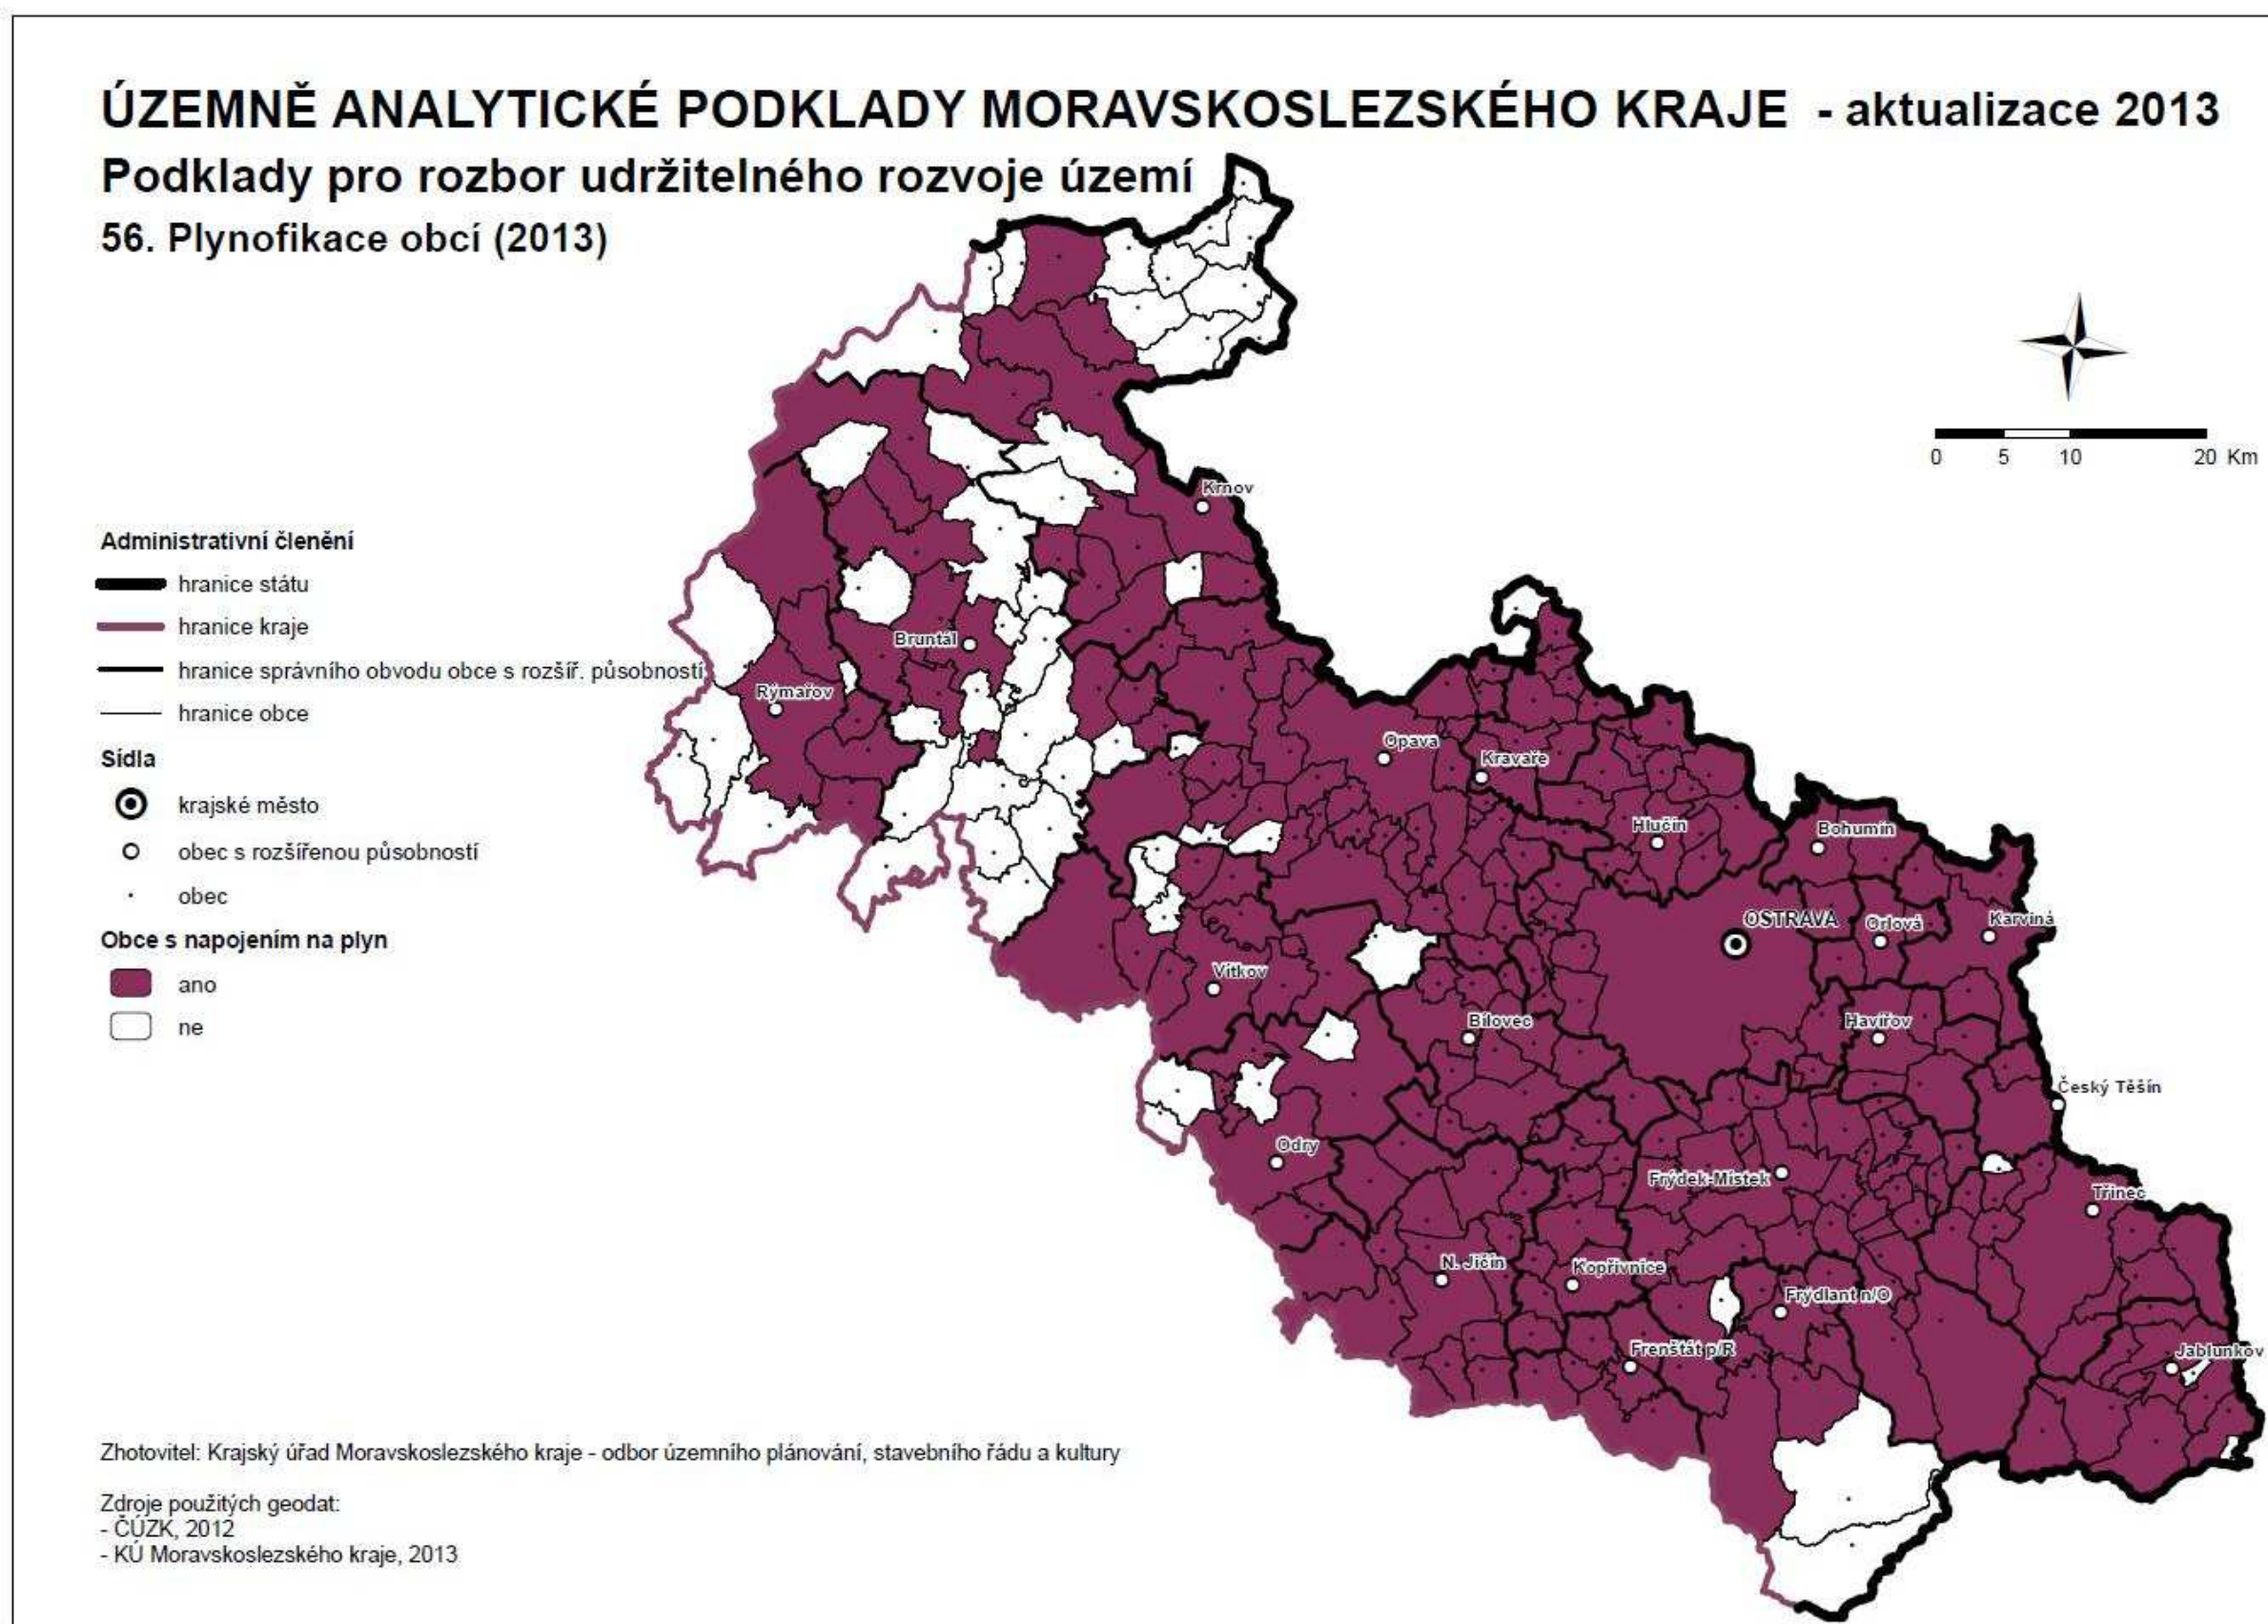 ÚZEMNĚ ANALYTICKÉ PODKLADY MORAVSKOSLEZSKÉHO KRAJE - aktualizace 2013
Podklady pro rozbor udržitelného rozvoje území
56. Plynofikace obcí (2013)
0 5 10 20 Km
Administrativní členění
hranice státu
hranice kraje
hranice správního obvodu obce s rozšíř. působností
hranice obce
Sídla
krajské město
obec s rozšířenou působností
obec
Obce s napojením na plyn
ano
ne
Krnov
Bruntál
Rýmařov
Opava
Kravaře
Hlučín
Bohumín
OSTRAVA
Orlová
Karviná
Vítkov
Bílovec
Havířov
Český Těšín
Odry
Frýdek-Místek
Třinec
N. Jičín
Kopřivnice
Frýdlant n/O
Frenštát p/R
Jablunkov
Zhotovitel: Krajský úřad Moravskoslezského kraje - odbor územního plánování, stavebního řádu a kultury
Zdroje použitých geodat:
- ČÚZK, 2012
- KÚ Moravskoslezského kraje, 2013